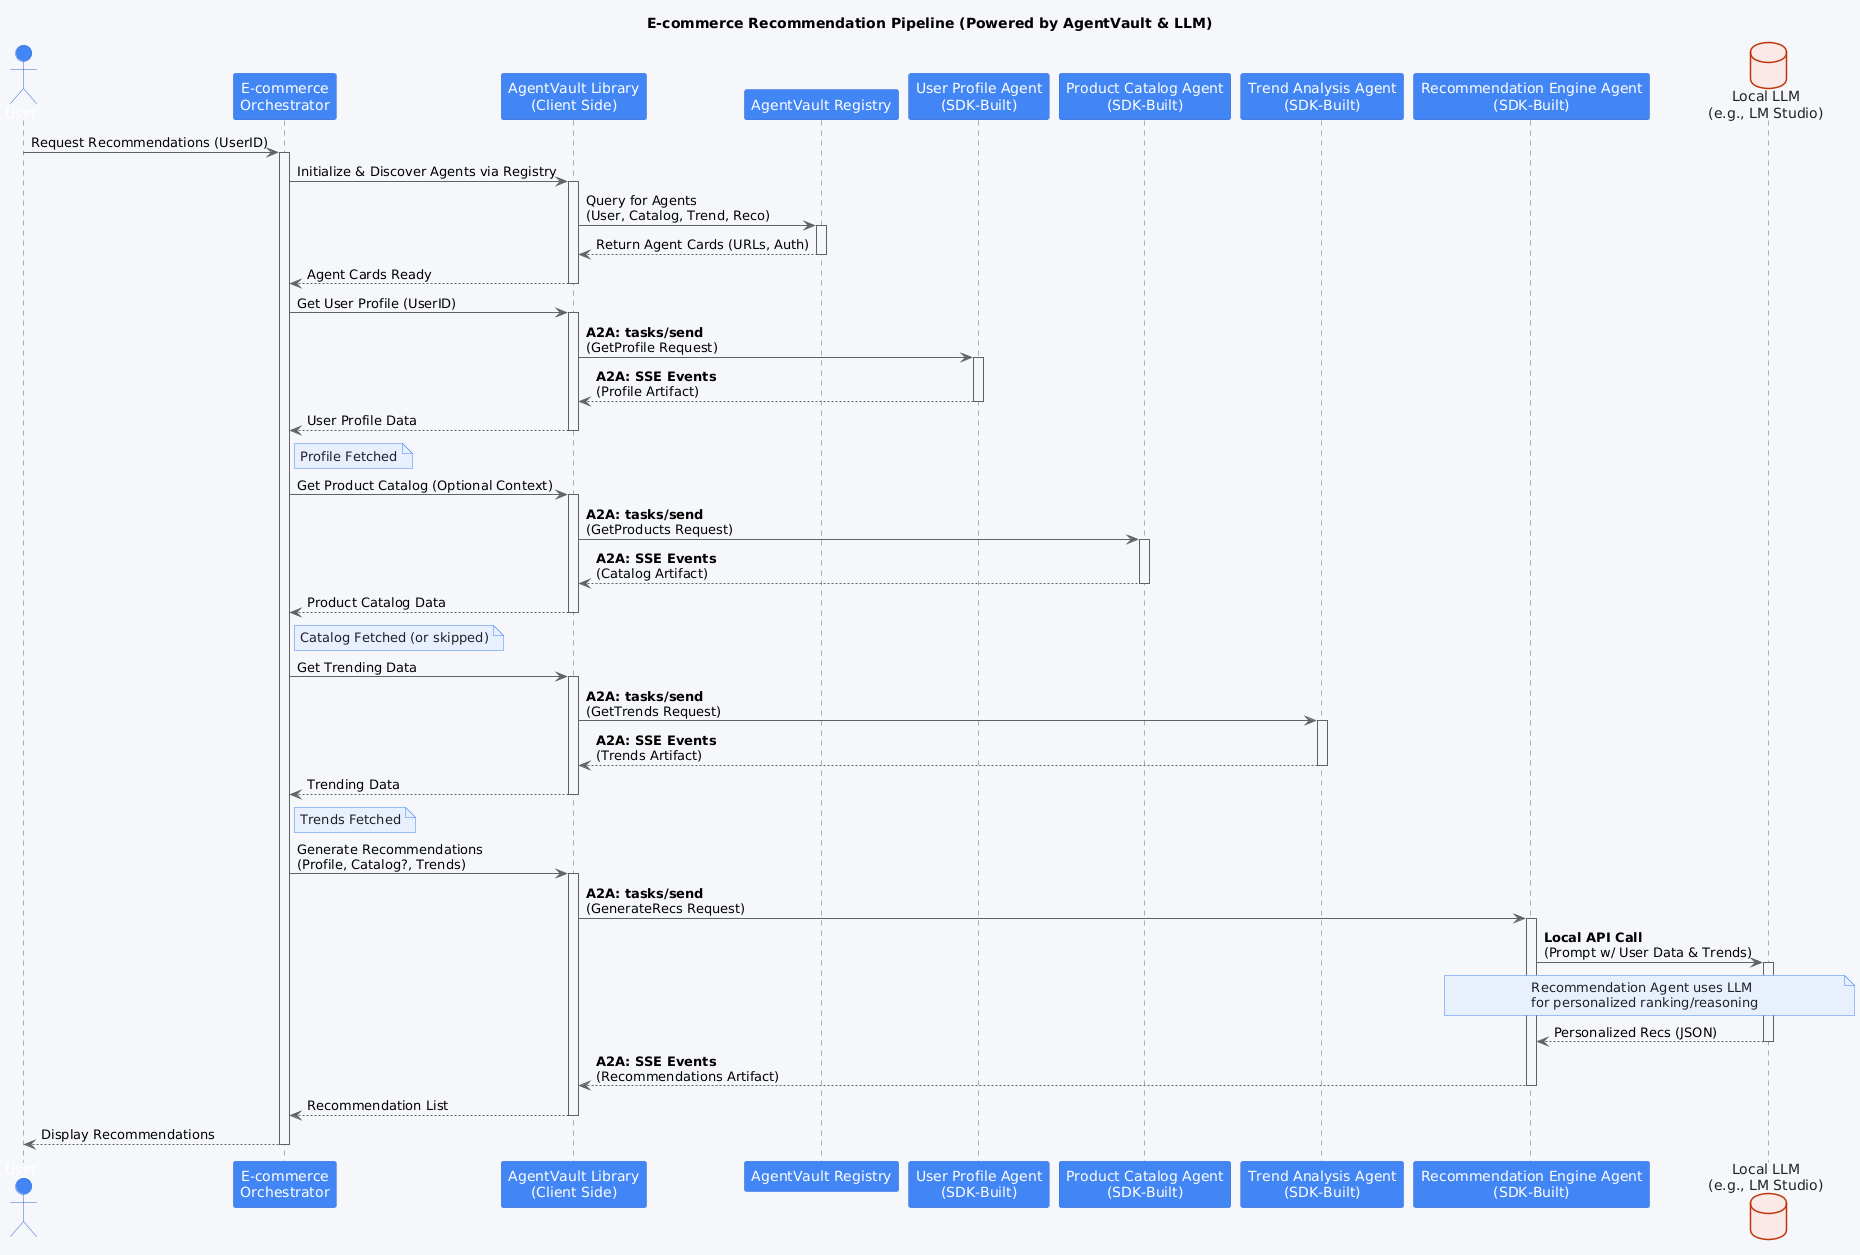 E-commerce Recommendation Pipeline (Powered by AgentVault & LLM)
User
E-commerce
Orchestrator
AgentVault Library
(Client Side)
AgentVault Registry
User Profile Agent
(SDK-Built)
Product Catalog Agent
(SDK-Built)
Trend Analysis Agent
(SDK-Built)
Recommendation Engine Agent
(SDK-Built)
Local LLM
(e.g., LM Studio)
Request Recommendations (UserID)
Initialize & Discover Agents via Registry
Query for Agents
(User, Catalog, Trend, Reco)
Return Agent Cards (URLs, Auth)
Agent Cards Ready
Get User Profile (UserID)
A2A: tasks/send
(GetProfile Request)
A2A: SSE Events
(Profile Artifact)
User Profile Data
Profile Fetched
Get Product Catalog (Optional Context)
A2A: tasks/send
(GetProducts Request)
A2A: SSE Events
(Catalog Artifact)
Product Catalog Data
Catalog Fetched (or skipped)
Get Trending Data
A2A: tasks/send
(GetTrends Request)
A2A: SSE Events
(Trends Artifact)
Trending Data
Trends Fetched
Generate Recommendations
(Profile, Catalog?, Trends)
A2A: tasks/send
(GenerateRecs Request)
Local API Call
(Prompt w/ User Data & Trends)
Recommendation Agent uses LLM
for personalized ranking/reasoning
Personalized Recs (JSON)
A2A: SSE Events
(Recommendations Artifact)
Recommendation List
Display Recommendations
User
E-commerce
Orchestrator
AgentVault Library
(Client Side)
AgentVault Registry
User Profile Agent
(SDK-Built)
Product Catalog Agent
(SDK-Built)
Trend Analysis Agent
(SDK-Built)
Recommendation Engine Agent
(SDK-Built)
Local LLM
(e.g., LM Studio)